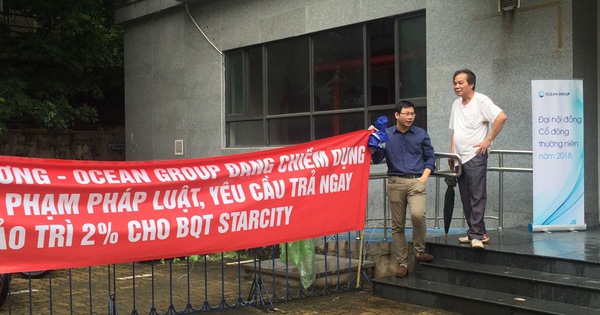 ƯƠNG - OCEAN GROUP ĐANG CHIẾM DỤNG
PHẠM PHÁP LUẬT, YÊU CẦU TRẢ NGAY
ẢO TRÌ 2% CHO BQT STARCITY
OCEAN GROUP
Đại hội đồng
Cổ đông
thường niên
năm 2018